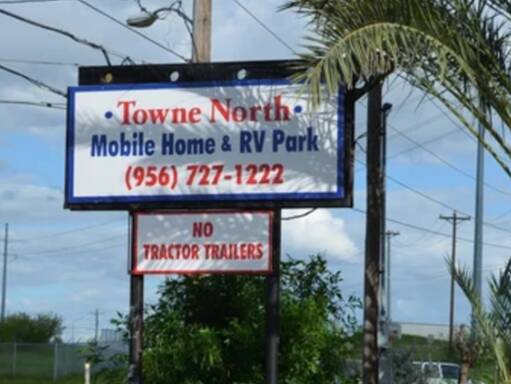 • Towne North •
Mobile Home & RV Park
(956) 727-1222
NO
TRACTOR TRAILERS